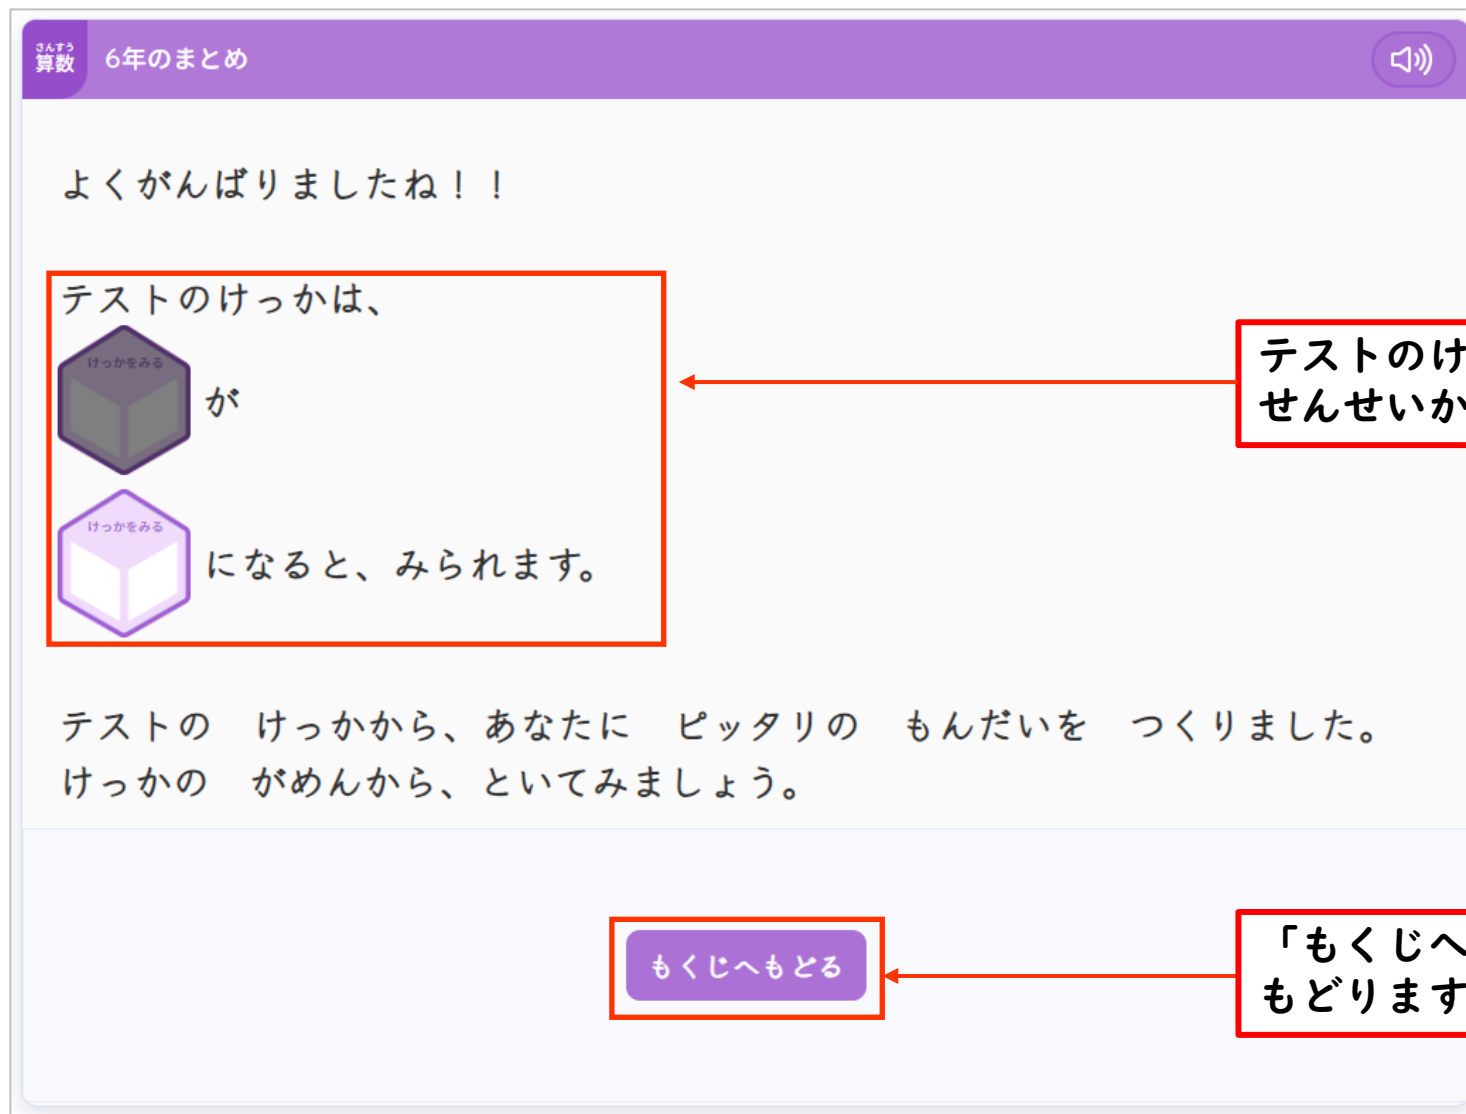 さんすう
算数
6年のまとめ
よくがんばりましたね！！
テストのけっかは、
けっかをみる
が
けっかをみる
になると、みられます。
テストの　けっかから、あなたに　ピッタリの　もんだいを　つくりました。
けっかの　がめんから、といてみましょう。
もくじへもどる
テストのけ
せんせいか
「もくじへ
もどります